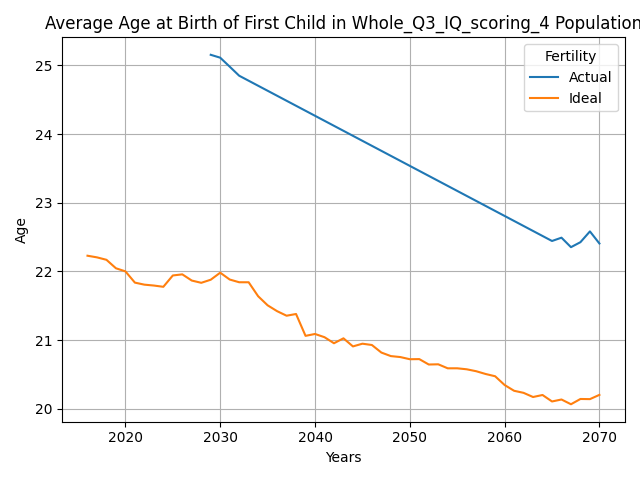 Average Age at Birth of First Child in Whole_Q3_IQ_scoring_4 Population
Fertility
Actual
Ideal
Age
25
24
23
22
21
20
2020
2030
2040
2050
2060
2070
Years